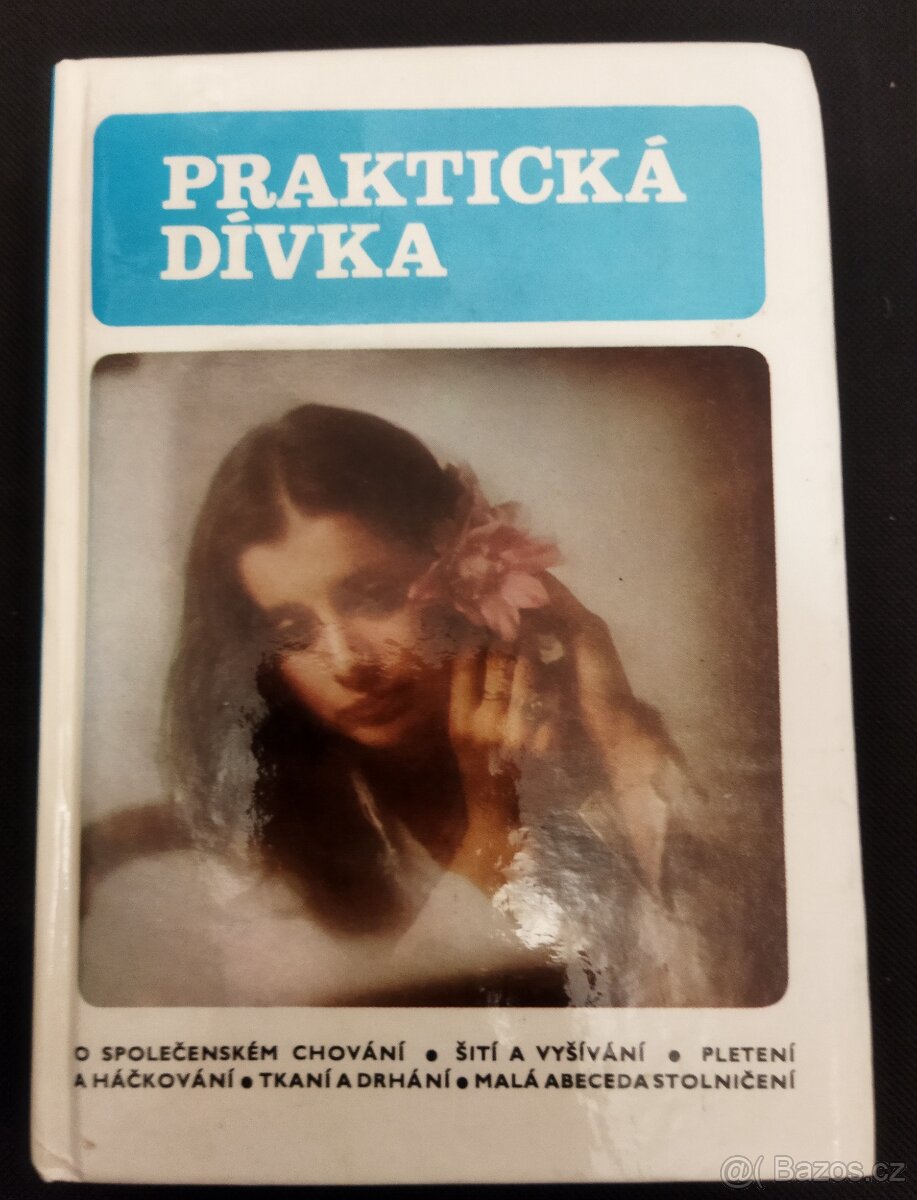 PRAKTICKÁ
DÍVKA
O SPOLEČENSKÉM CHOVÁNÍ • ŠITÍ A VYŠÍVÁNÍ • PLETENÍ
A HÁČKOVÁNÍ • TKANÍ A DRHÁNÍ • MALÁ ABECEDA STOLNIČENÍ
@( Bazos.cz